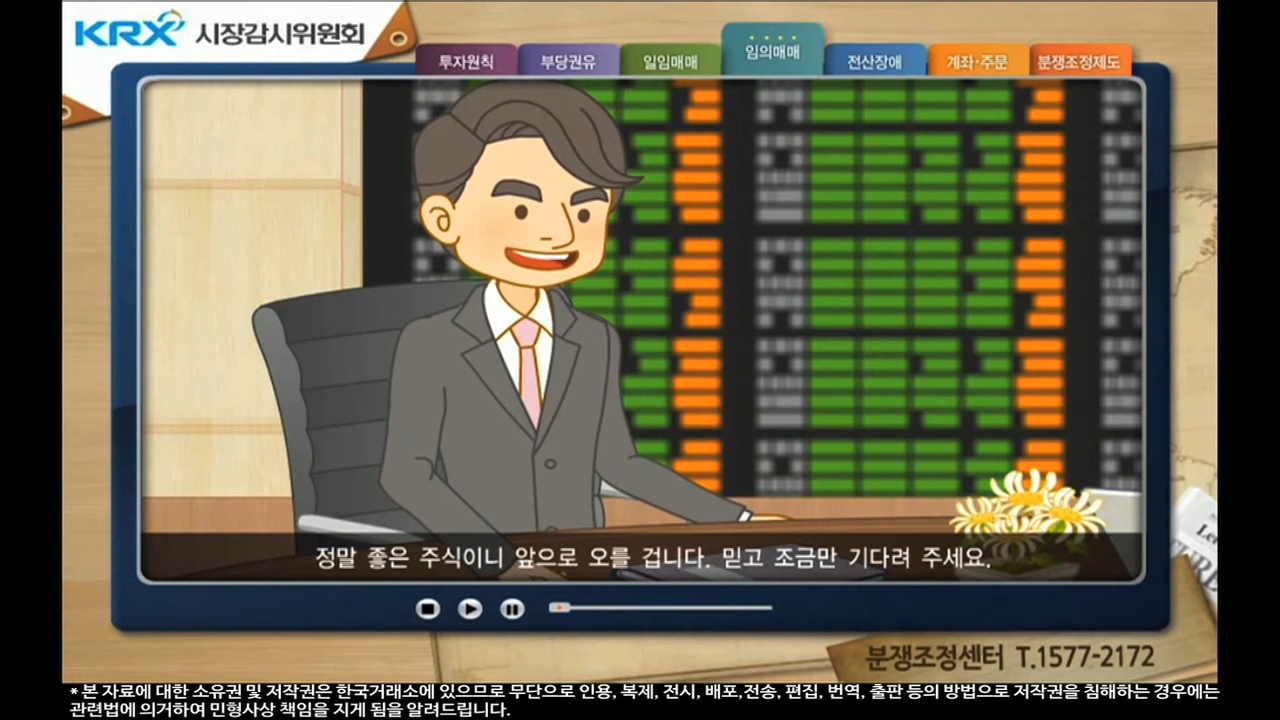 KRX 시장감시위원회
투자원칙 부당권유 일임매매 임의매매 전산장애 계좌·주문 분쟁조정제도
정말 좋은 주식이니 앞으로 오를 겁니다. 믿고 조금만 기다려 주세요.
분쟁조정센터 T.1577-2172
* 본 자료에 대한 소유권 및 저작권은 한국거래소에 있으므로 무단으로 인용, 복제, 전시, 배포,전송, 편집, 번역, 출판 등의 방법으로 저작권을 침해하는 경우에는
관련법에 의거하여 민형사상 책임을 지게 됨을 알려드립니다.